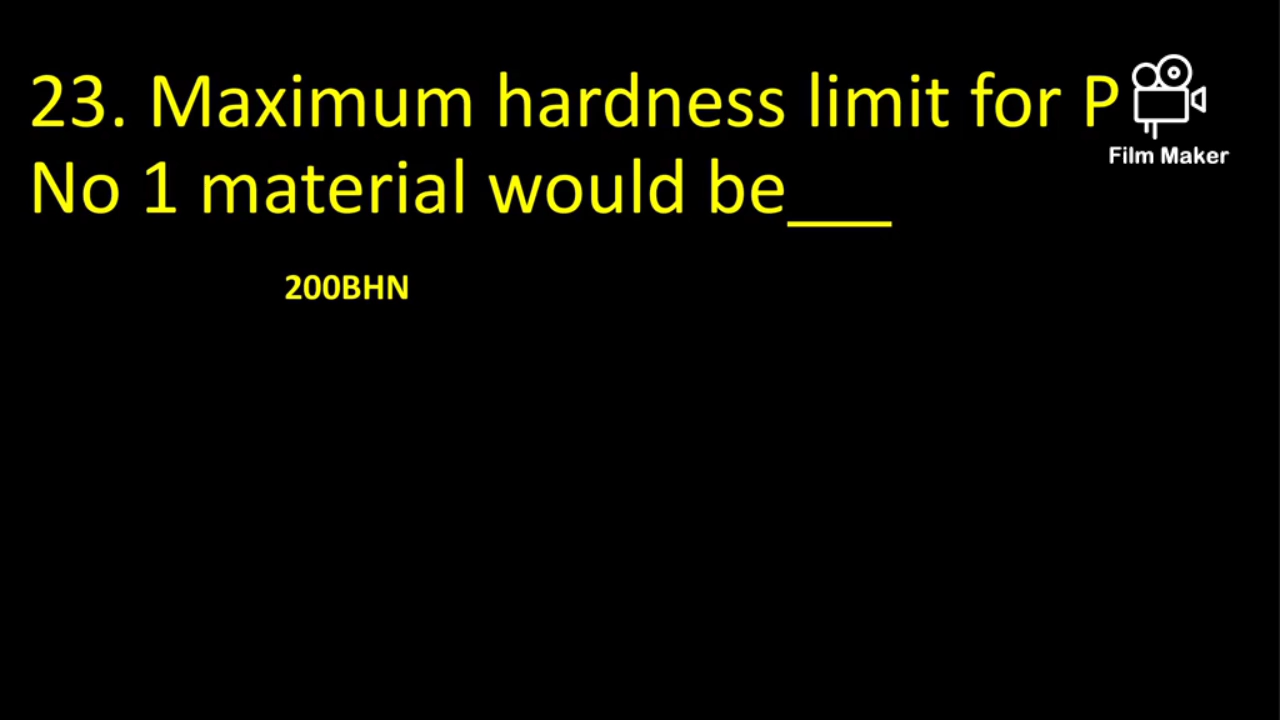 23. Maximum hardness limit for P
Film Maker
No 1 material would be___
200BHN